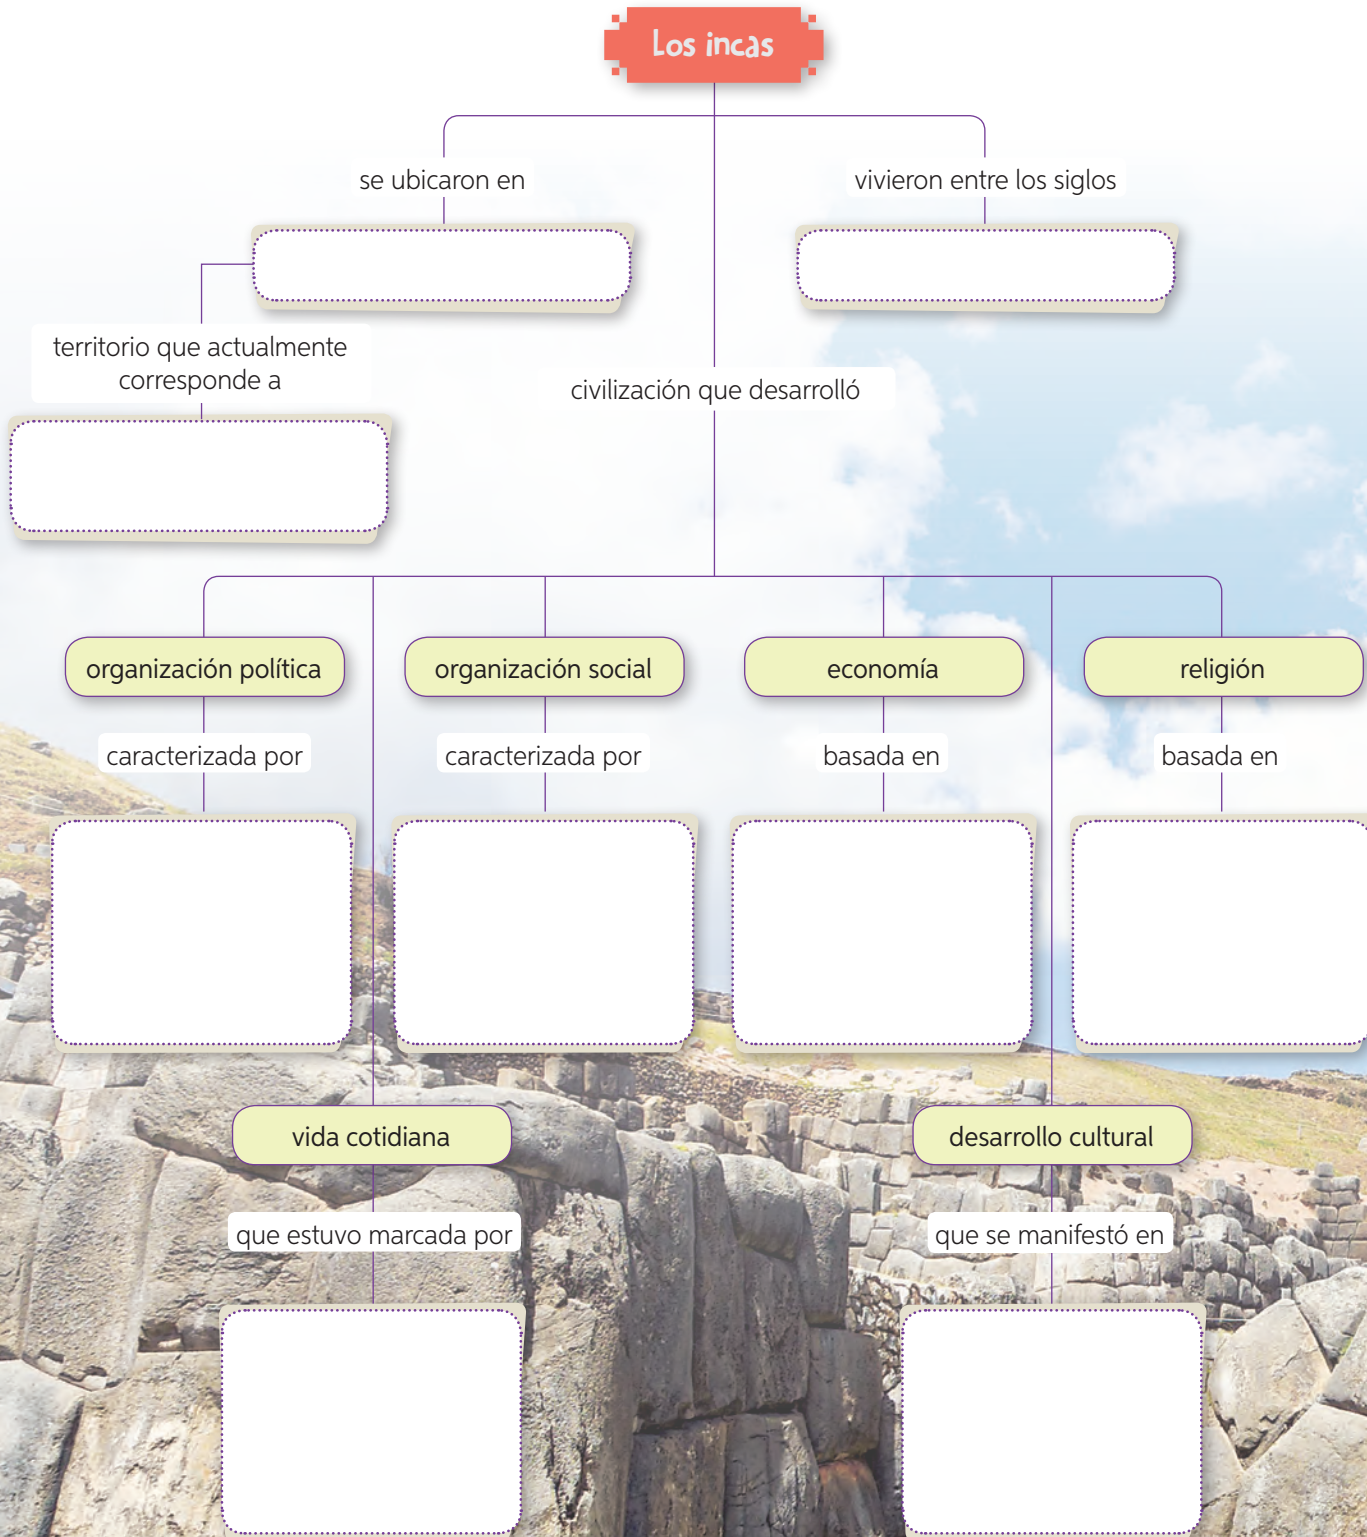 Los incas
se ubicaron en
vivieron entre los siglos
territorio que actualmente
corresponde a
civilización que desarrolló
organización política
organización social
economía
religión
caracterizada por
caracterizada por
basada en
basada en
vida cotidiana
desarrollo cultural
que estuvo marcada por
que se manifestó en